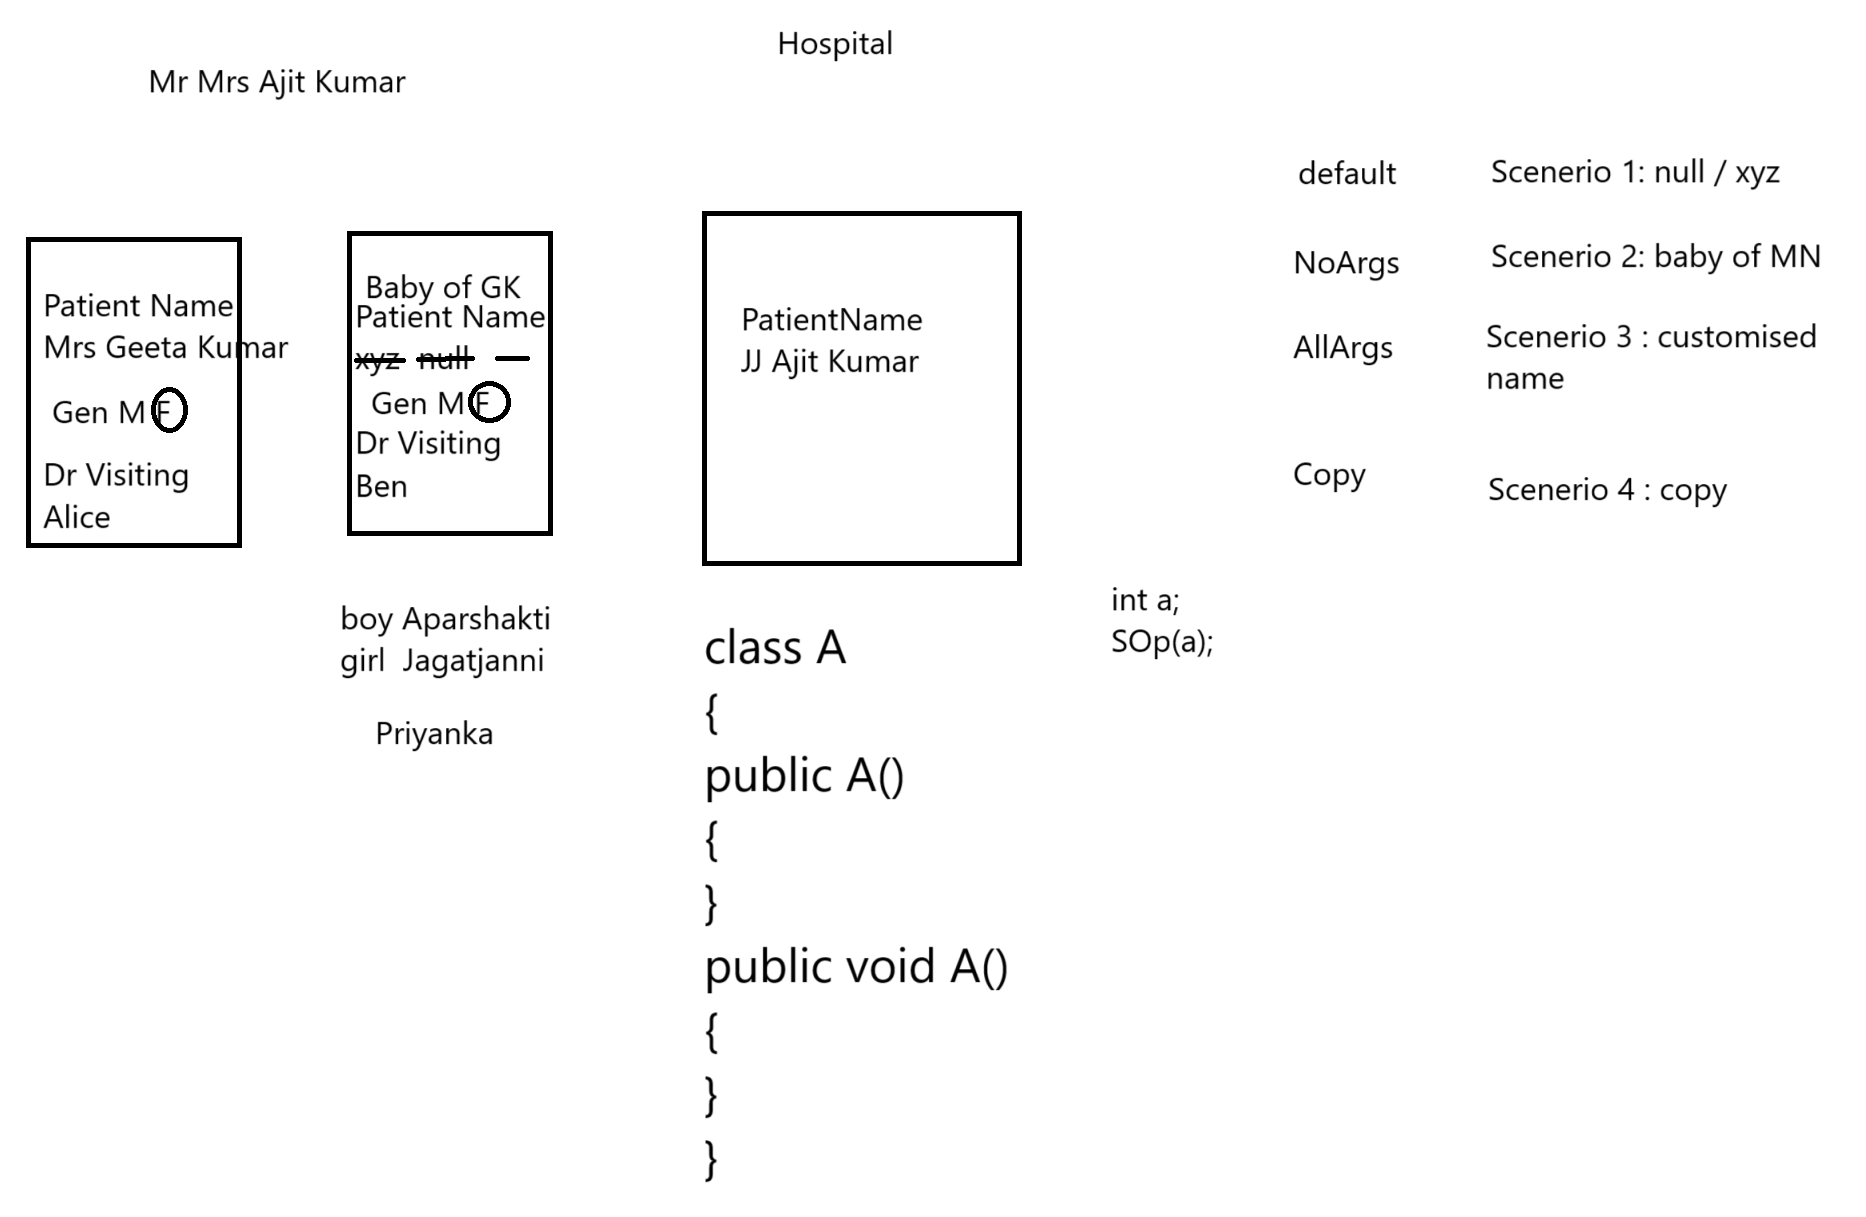 Hospital
Mr Mrs Ajit Kumar
Patient Name
Mrs Geeta Kumar
Gen M F
Dr Visiting
Alice
Baby of GK
Patient Name
xyz null
Gen M F
Dr Visiting
Ben
boy Aparshakti
girl Jagatjanni
Priyanka
PatientName
JJ Ajit Kumar
class A
{
public A()
{
}
public void A()
{
}
}
int a;
SOp(a);
default
Scenerio 1: null / xyz
NoArgs
Scenerio 2: baby of MN
AllArgs
Scenerio 3 : customised
name
Copy
Scenerio 4 : copy